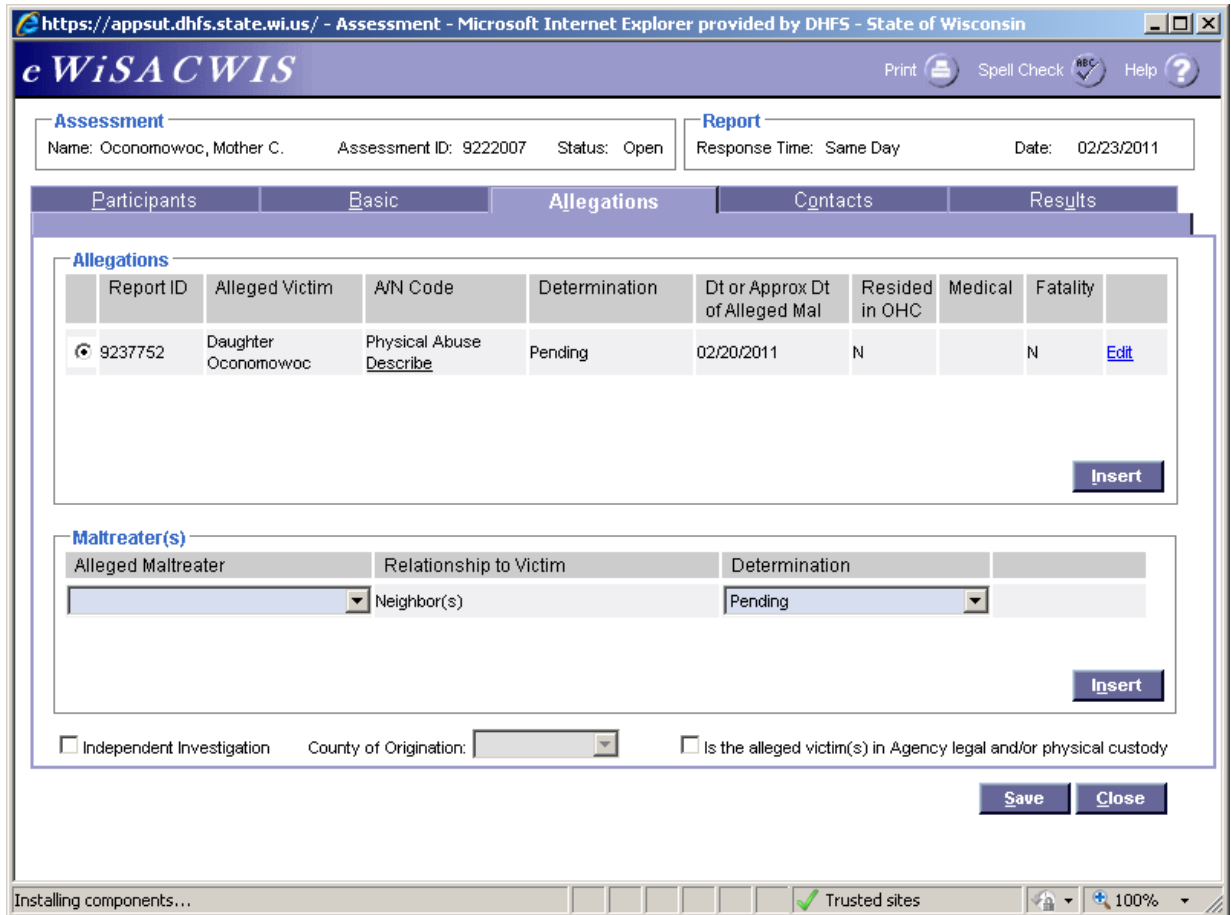 https://appsut.dhfs.state.wi.us/ - Assessment - Microsoft Internet Explorer provided by DHFS - State of Wisconsin
e WiSACWIS Print Spell Check ABC Help ?
Assessment Report
Name: Oconomowoc, Mother C. Assessment ID: 9222007 Status: Open Response Time: Same Day Date: 02/23/2011
Participants Basic Allegations Contacts Results
Allegations
Report ID Alleged Victim A/N Code Determination Dt or Approx Dt of Alleged Mal Resided in OHC Medical Fatality
9237752 Daughter Oconomowoc Physical Abuse Describe Pending 02/20/2011 N N Edit
Insert
Maltreater(s)
Alleged Maltreater Relationship to Victim Determination
Neighbor(s) Pending
Insert
Independent Investigation County of Origination: Is the alleged victim(s) in Agency legal and/or physical custody
Save Close
Installing components... Trusted sites 100%